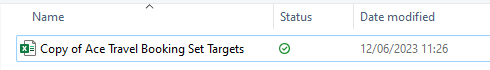 Name Status Date modified
Copy of Ace Travel Booking Set Targets 12/06/2023 11:26